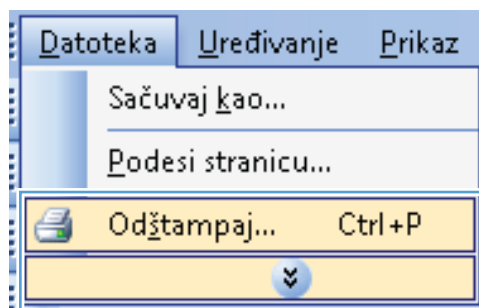 Datoteka Uređivanje Prikaz
Sačuvaj kao...
Podesi stranicu...
Odštampaj... Ctrl+P